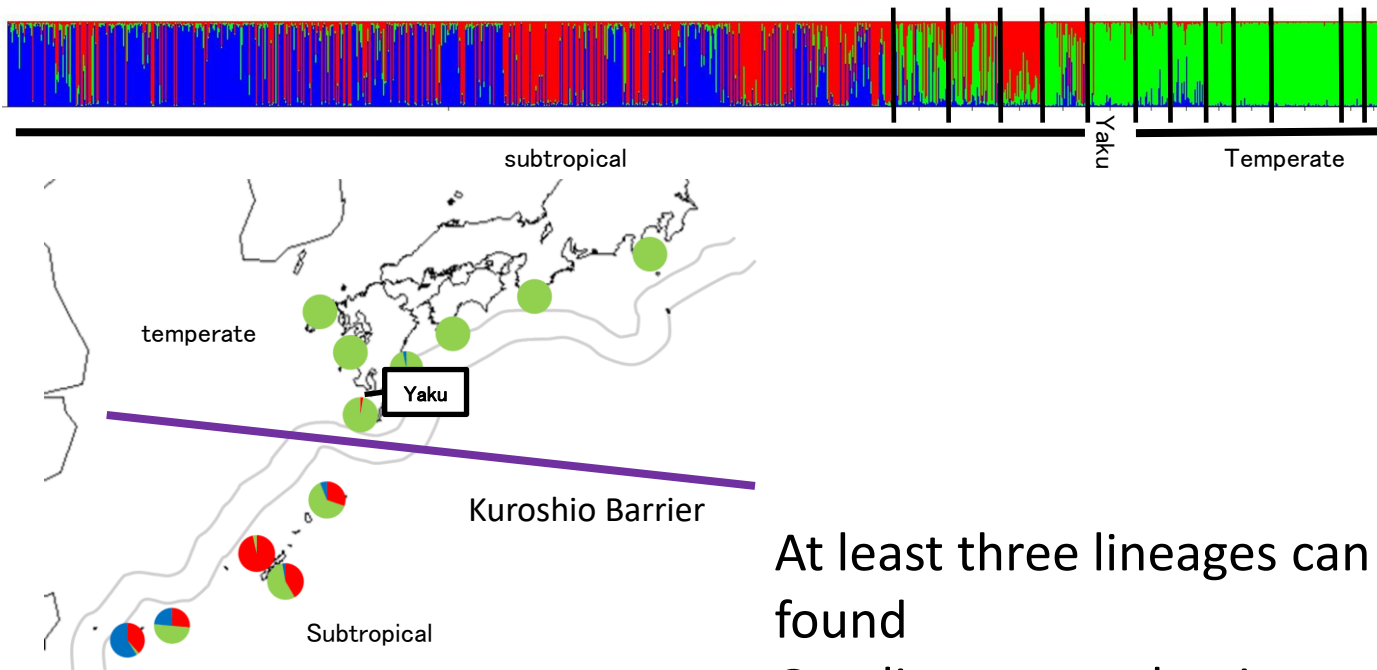 subtropical
Yaku
Temperate
temperate
Yaku
Kuroshio Barrier
Subtropical
At least three lineages can
found